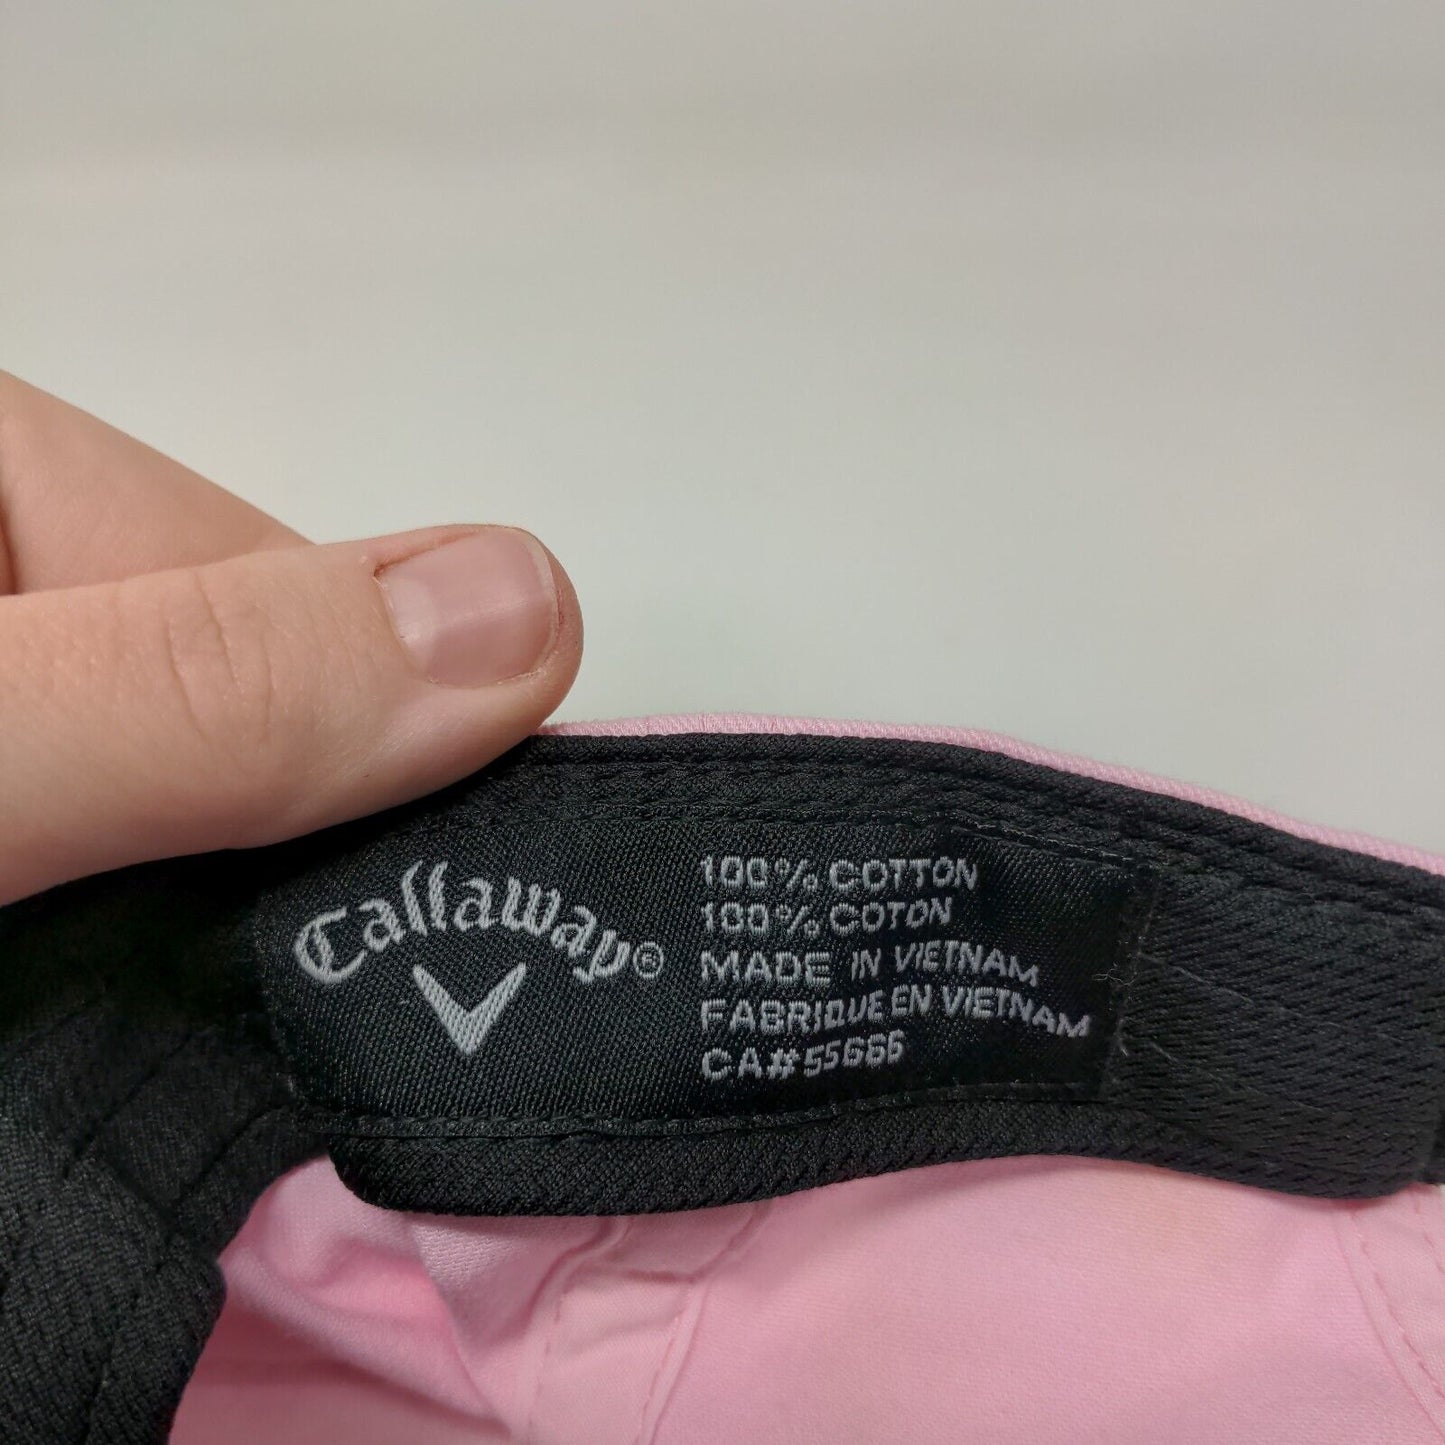 Callaway®
100% COTTON
100% COTON
MADE IN VIETNAM
FABRIQUE EN VIETNAM
CA#55666